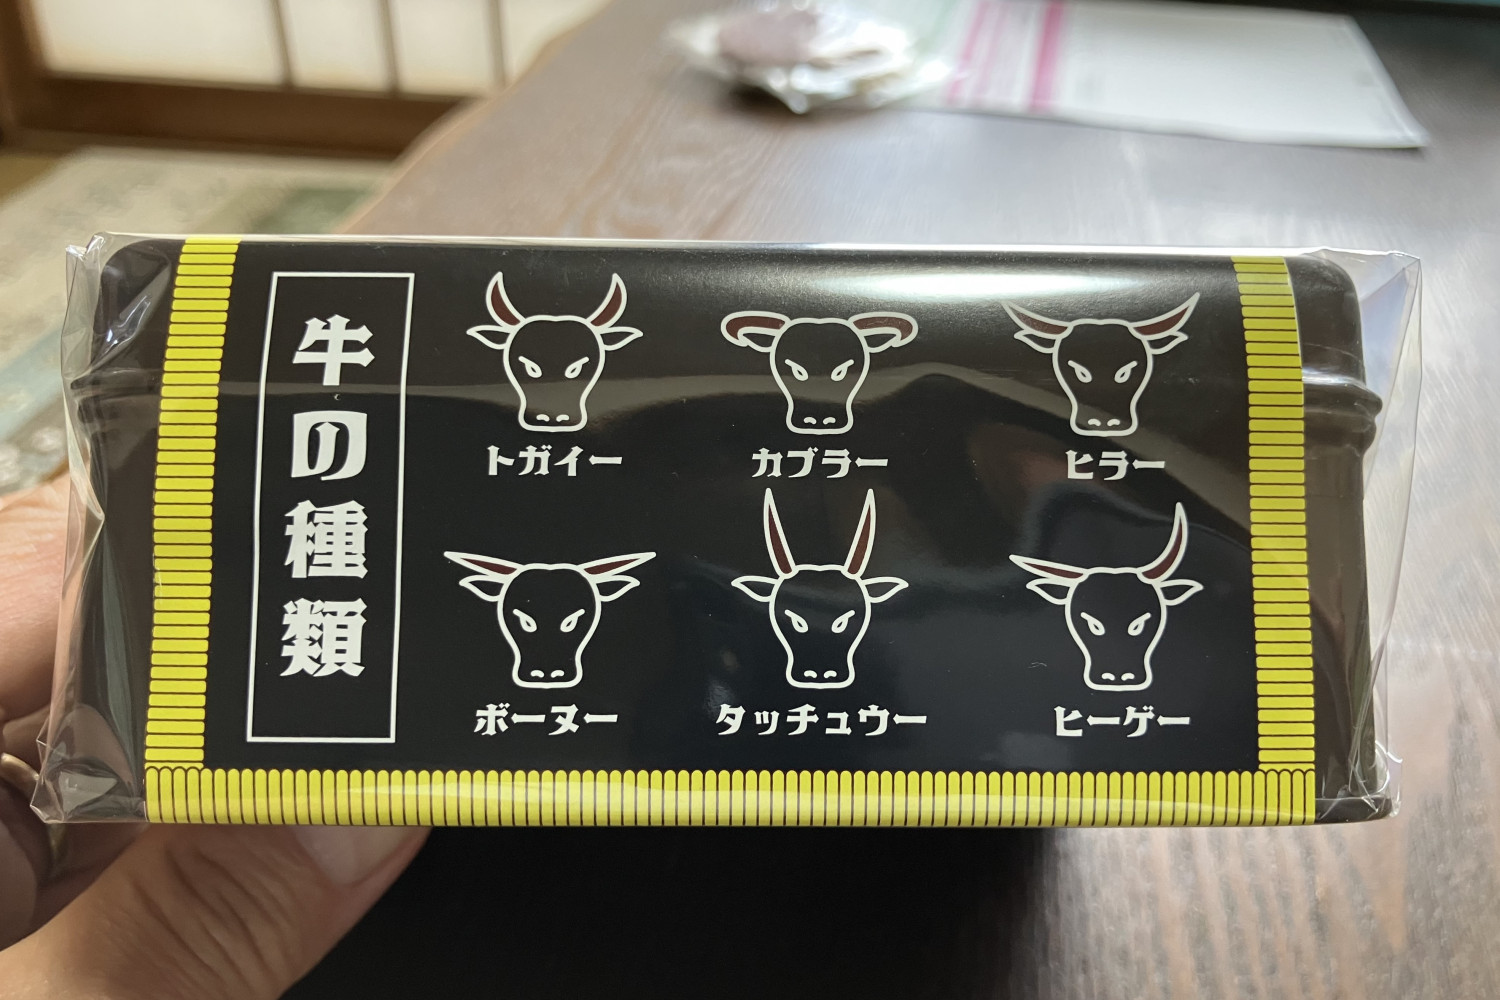 牛の種類
トガイー
カブラー
ヒラー
ボーヌー
タッチュウー
ヒーゲー